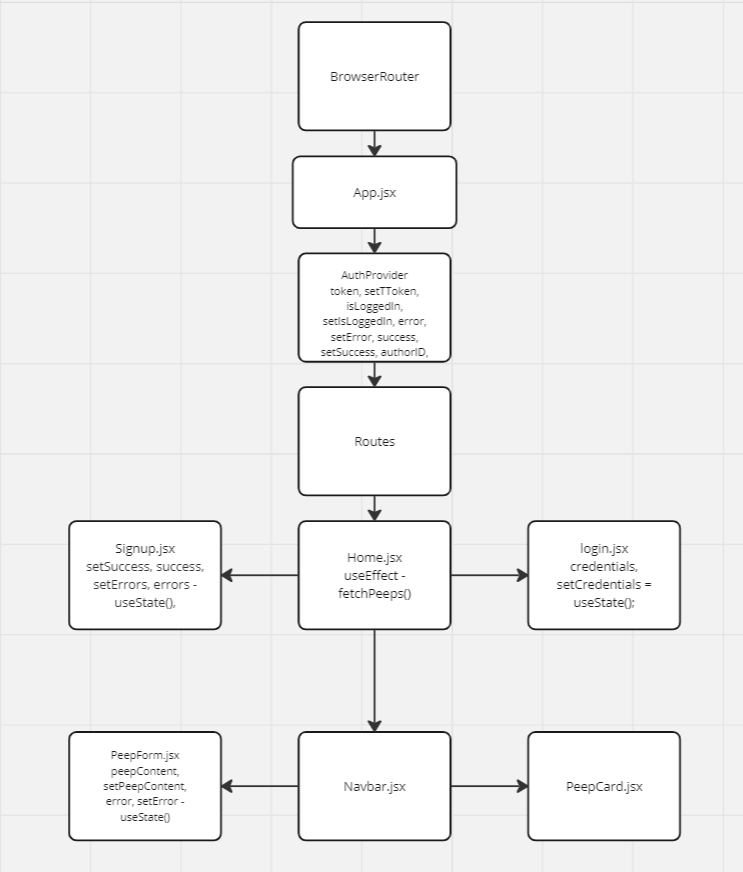 BrowserRouter
App.jsx
AuthProvider
token, setTToken,
isLoggedIn,
setIsLoggedIn, error,
setError, success,
setSuccess, authorID,
Routes
Signup.jsx
setSuccess, success,
setErrors, errors -
useState(),
Home.jsx
useEffect -
fetchPeeps()
login.jsx
credentials,
setCredentials =
useState();
PeepForm.jsx
peepContent,
setPeepContent,
error, setError -
useState()
Navbar.jsx
PeepCard.jsx